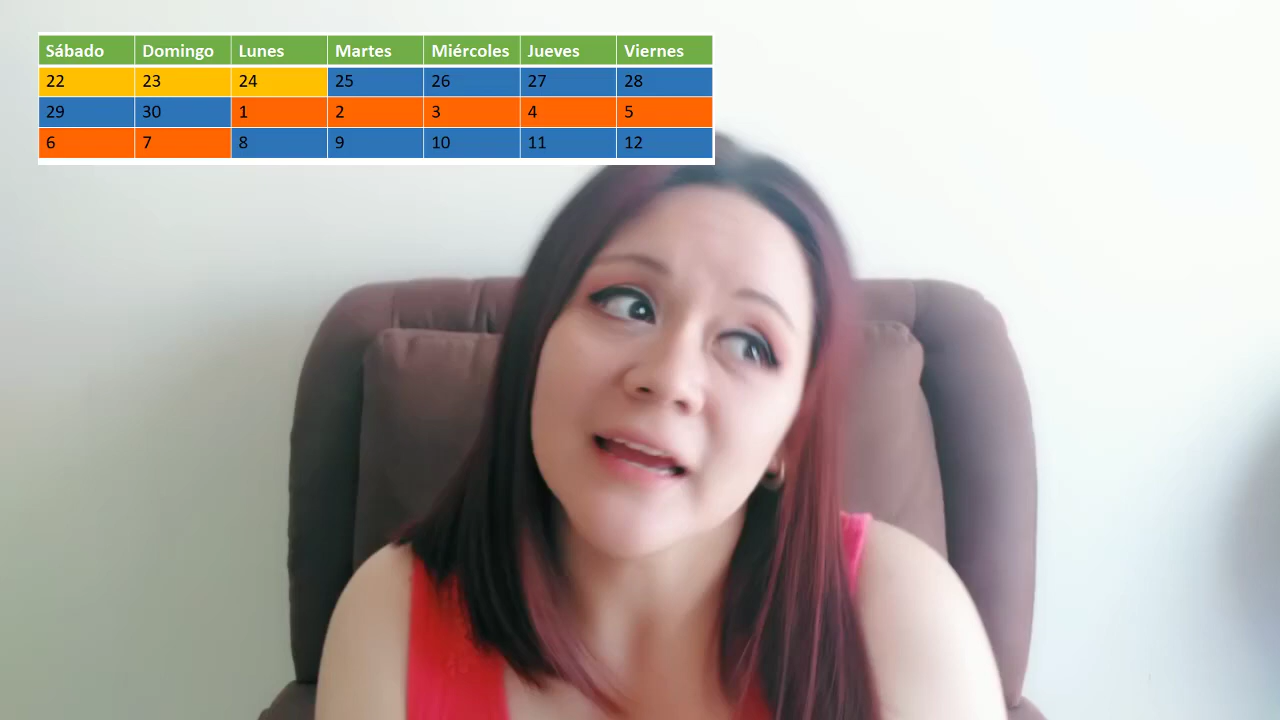 Sábado Domingo Lunes Martes Miércoles Jueves Viernes
22 23 24 25 26 27 28
29 30 1 2 3 4 5
6 7 8 9 10 11 12